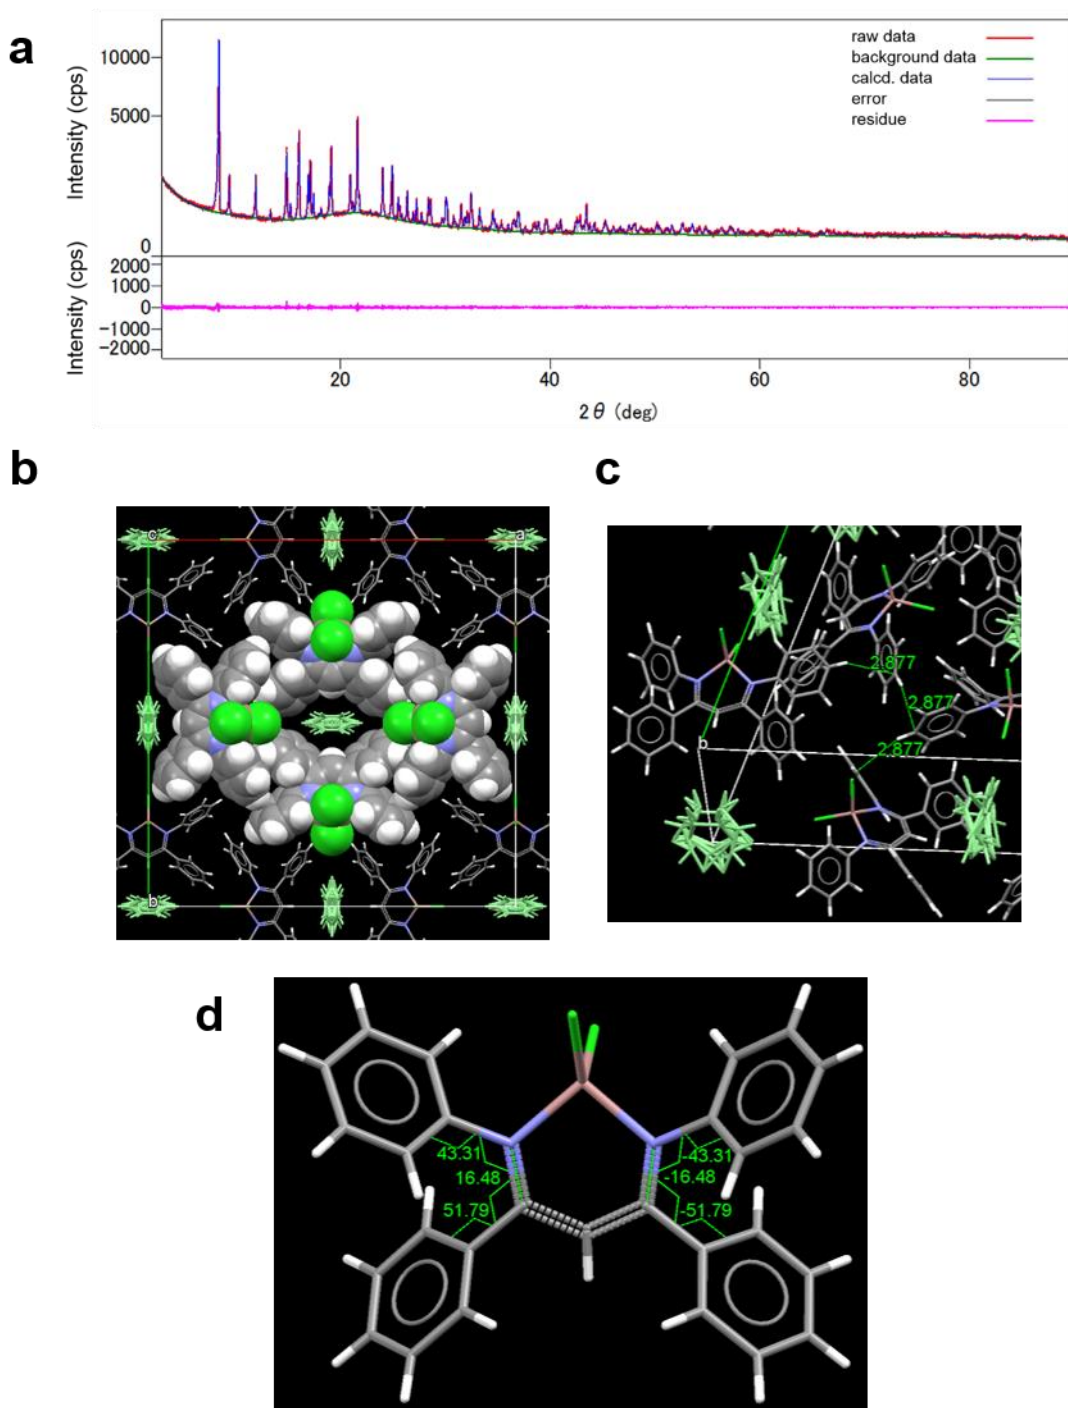 a
raw data
background data
calcd. data
error
residue
Intensity (cps)
10000
5000
0
Intensity (cps)
2000
1000
0
−1000
−2000
20
40
60
80
2θ (deg)
b
c
c
a
b
2.877
2.877
2.877
b
d
43.31
-43.31
16.48
-16.48
51.79
-51.79